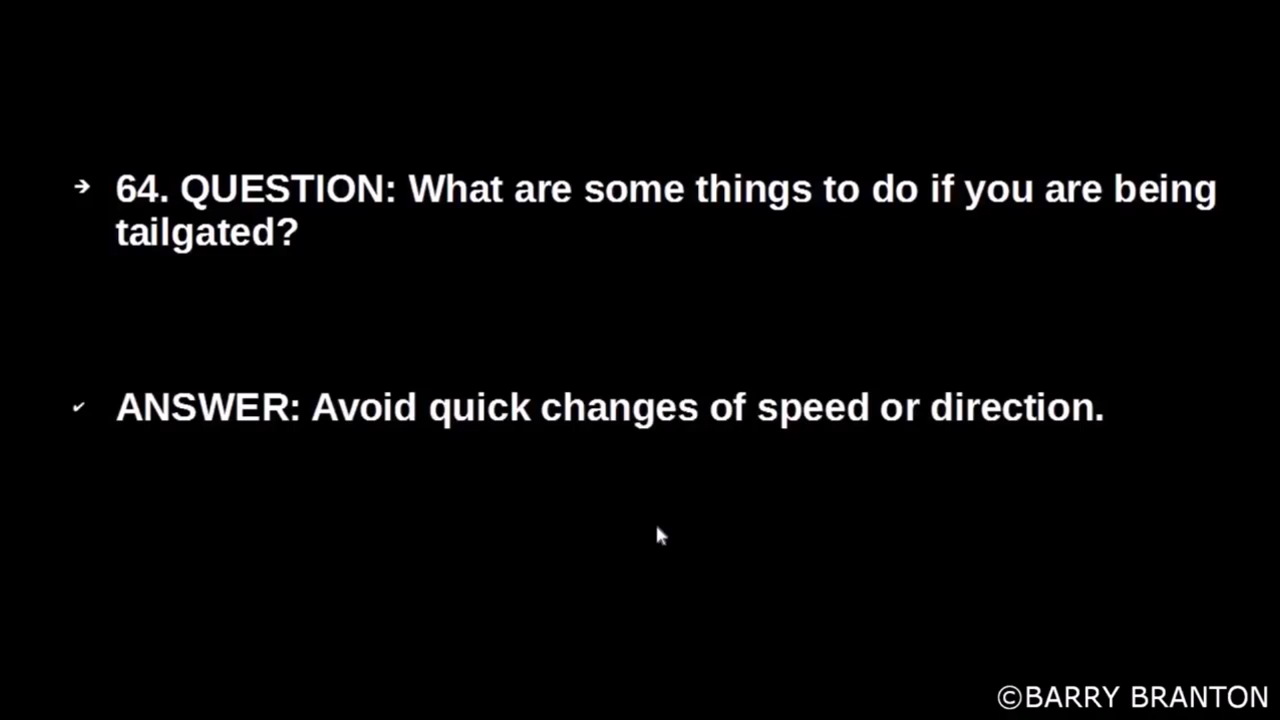 64. QUESTION: What are some things to do if you are being
tailgated?
ANSWER: Avoid quick changes of speed or direction.
©BARRY BRANTON